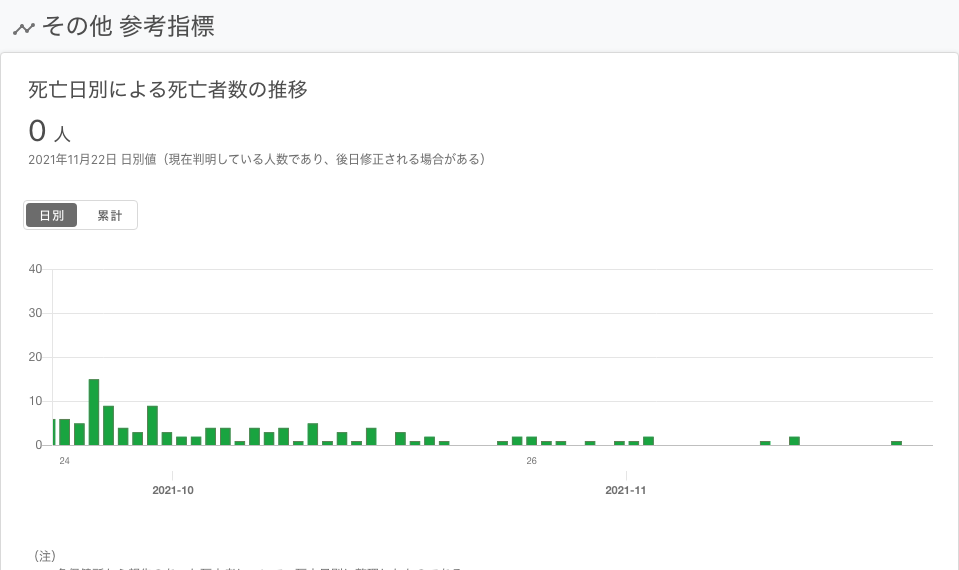 その他 参考指標
死亡日別による死亡者数の推移
0 人
2021年11月22日 日別値（現在判明している人数であり、後日修正される場合がある）
日別 累計
40
30
20
10
0
24 26
2021-10 2021-11
（注）